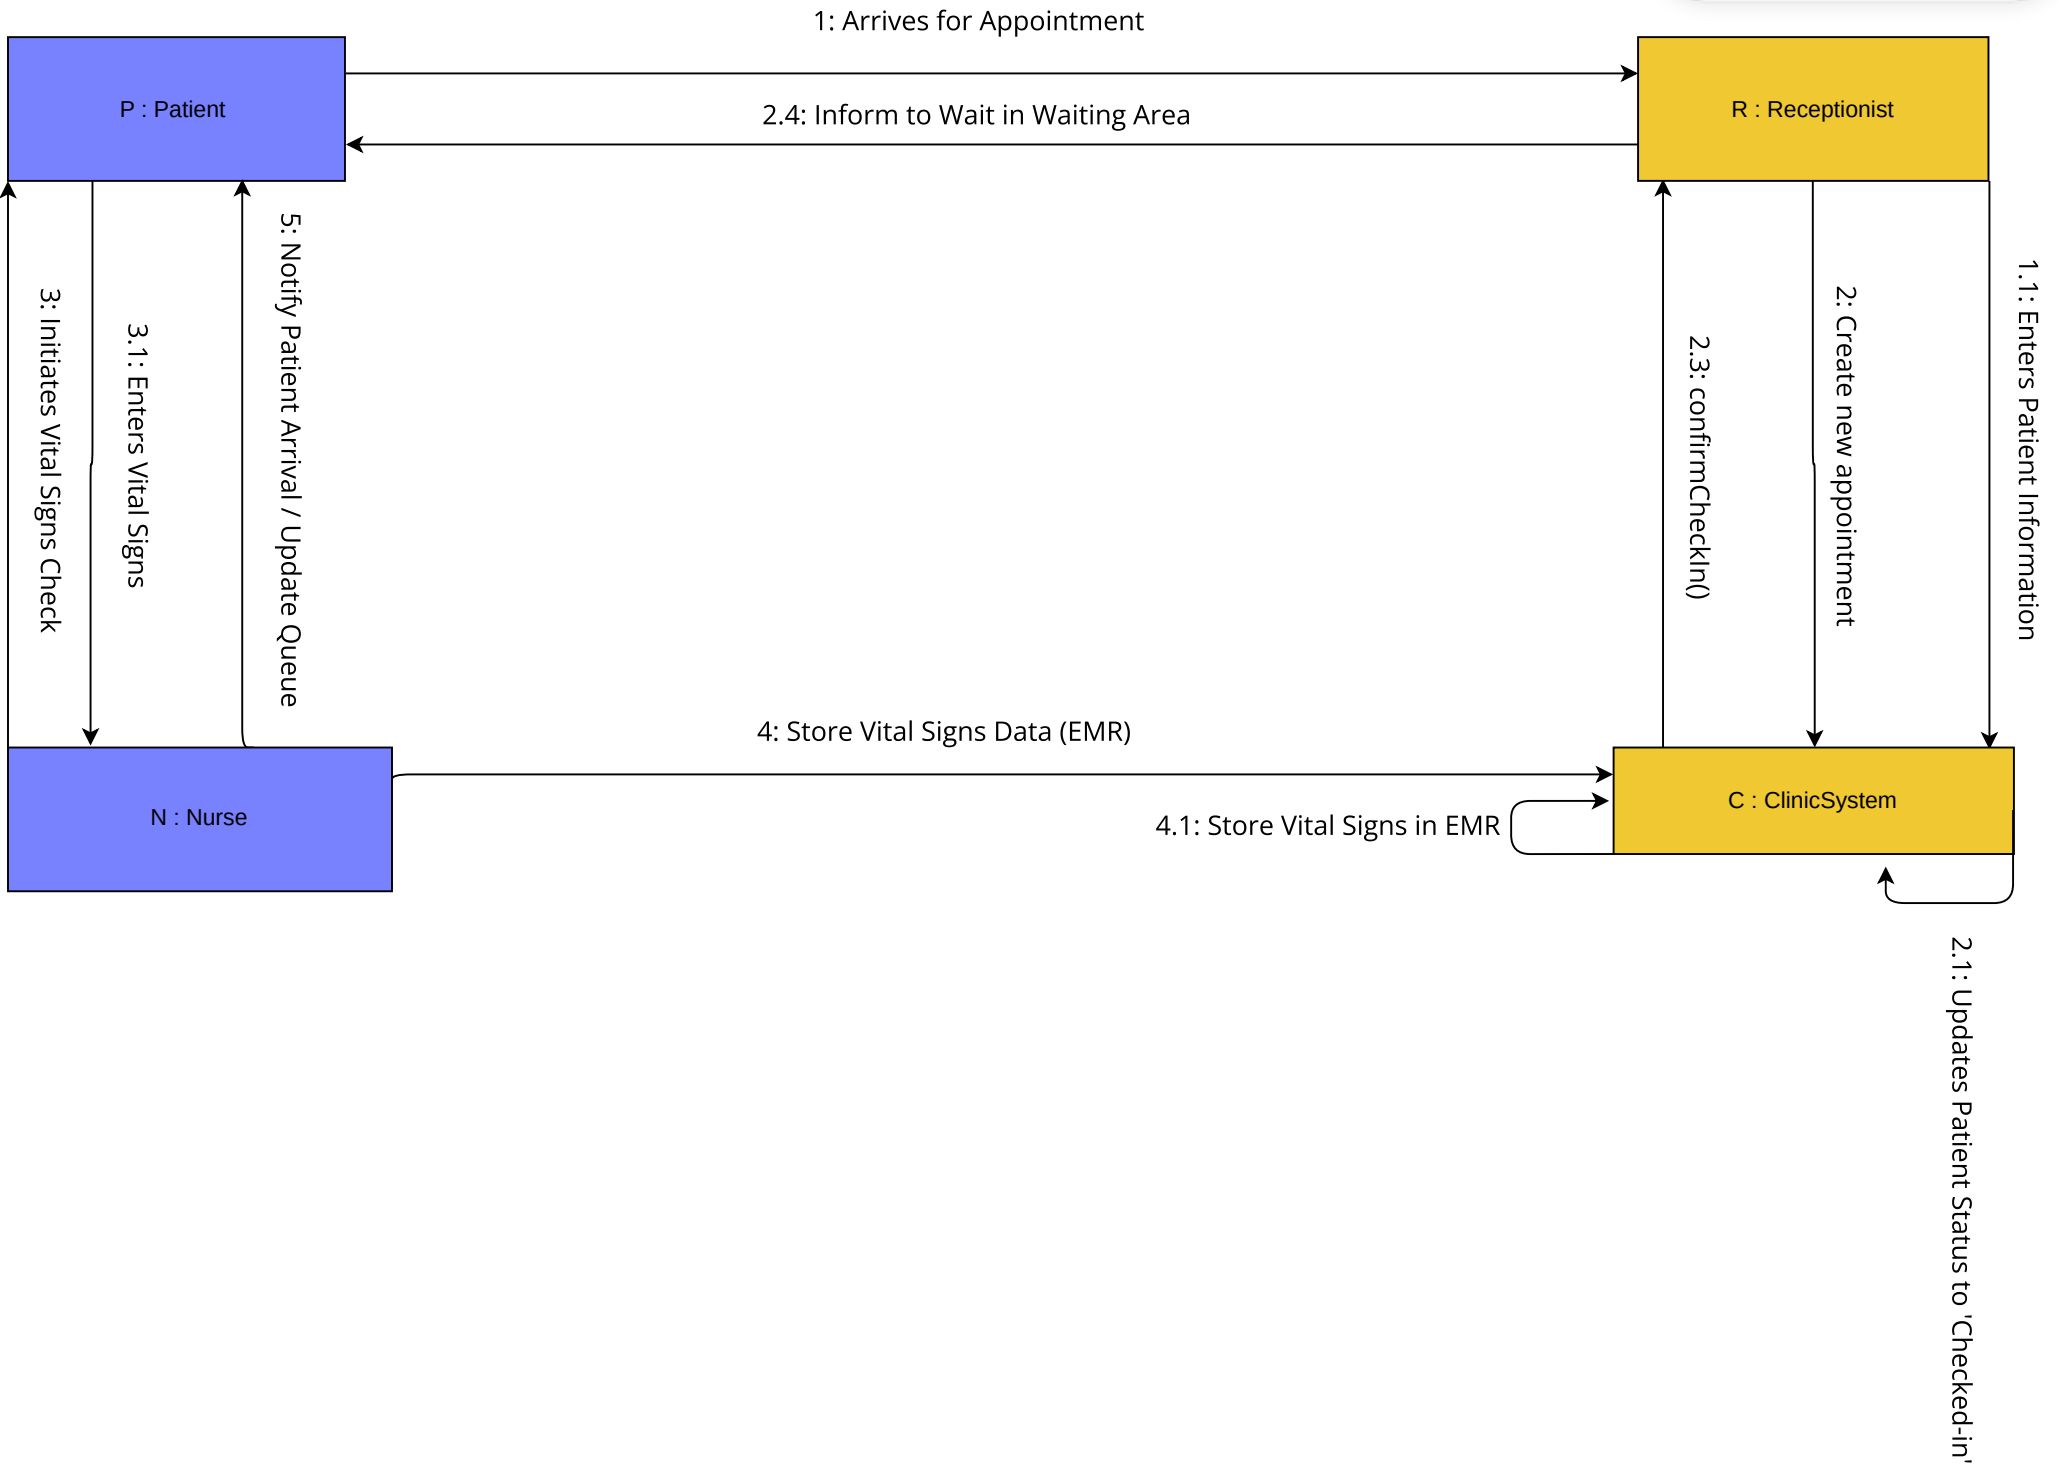 1: Arrives for Appointment
P : Patient
R : Receptionist
2.4: Inform to Wait in Waiting Area
3: Initiates Vital Signs Check
3.1: Enters Vital Signs
5: Notify Patient Arrival / Update Queue
2.3: confirmCheckIn()
2: Create new appointment
1.1: Enters Patient Information
4: Store Vital Signs Data (EMR)
N : Nurse
C : ClinicSystem
4.1: Store Vital Signs in EMR
2.1: Updates Patient Status to 'Checked-in'